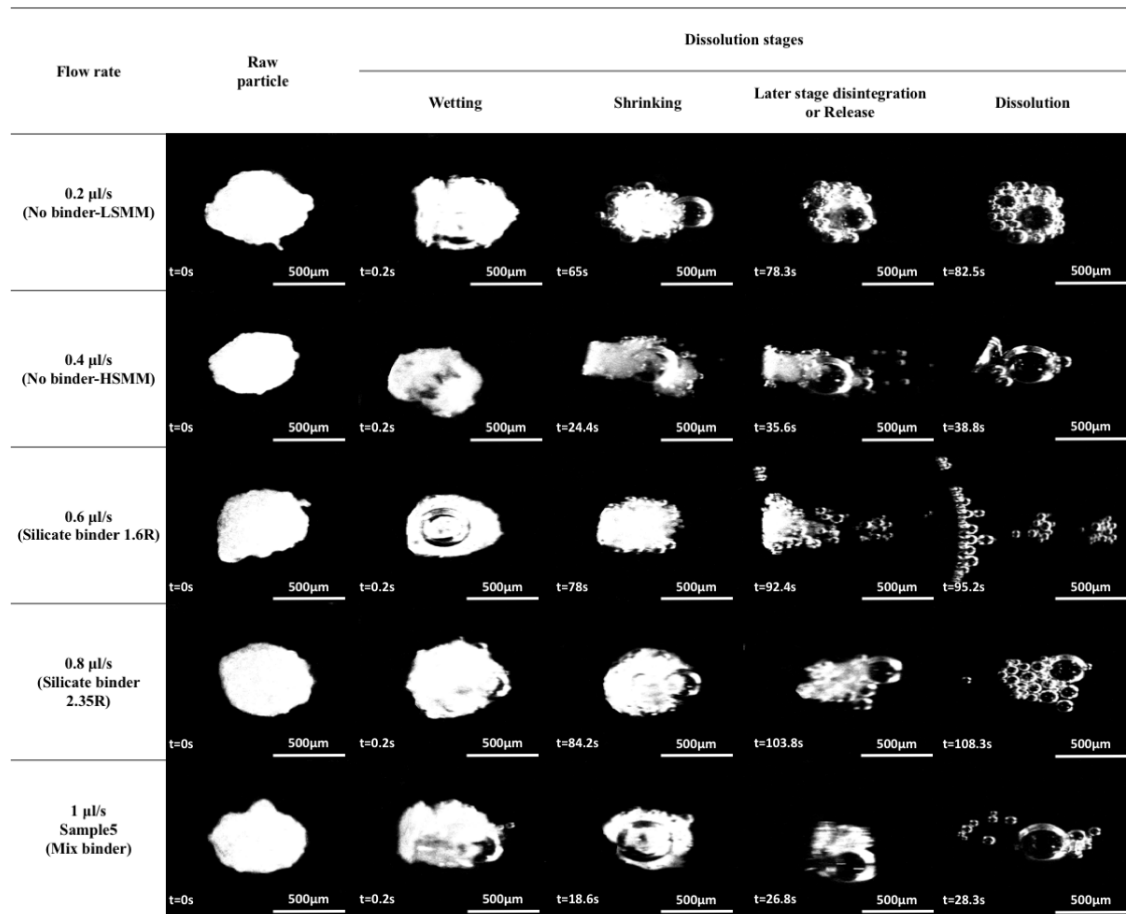 Flow rate
Raw
particle
Dissolution stages
Wetting
Shrinking
Later stage disintegration
or Release
Dissolution
0.2 µl/s
(No binder-LSMM)
t=0s 500µm t=0.2s 500µm t=65s 500µm t=78.3s 500µm t=82.5s 500µm
0.4 µl/s
(No binder-HSMM)
t=0s 500µm t=0.2s 500µm t=24.4s 500µm t=35.6s 500µm t=38.8s 500µm
0.6 µl/s
(Silicate binder 1.6R)
t=0s 500µm t=0.2s 500µm t=78s 500µm t=92.4s 500µm t=95.2s 500µm
0.8 µl/s
(Silicate binder
2.35R)
t=0s 500µm t=0.2s 500µm t=84.2s 500µm t=103.8s 500µm t=108.3s 500µm
1 µl/s
Sample5
(Mix binder)
t=0s 500µm t=0.2s 500µm t=18.6s 500µm t=26.8s 500µm t=28.3s 500µm